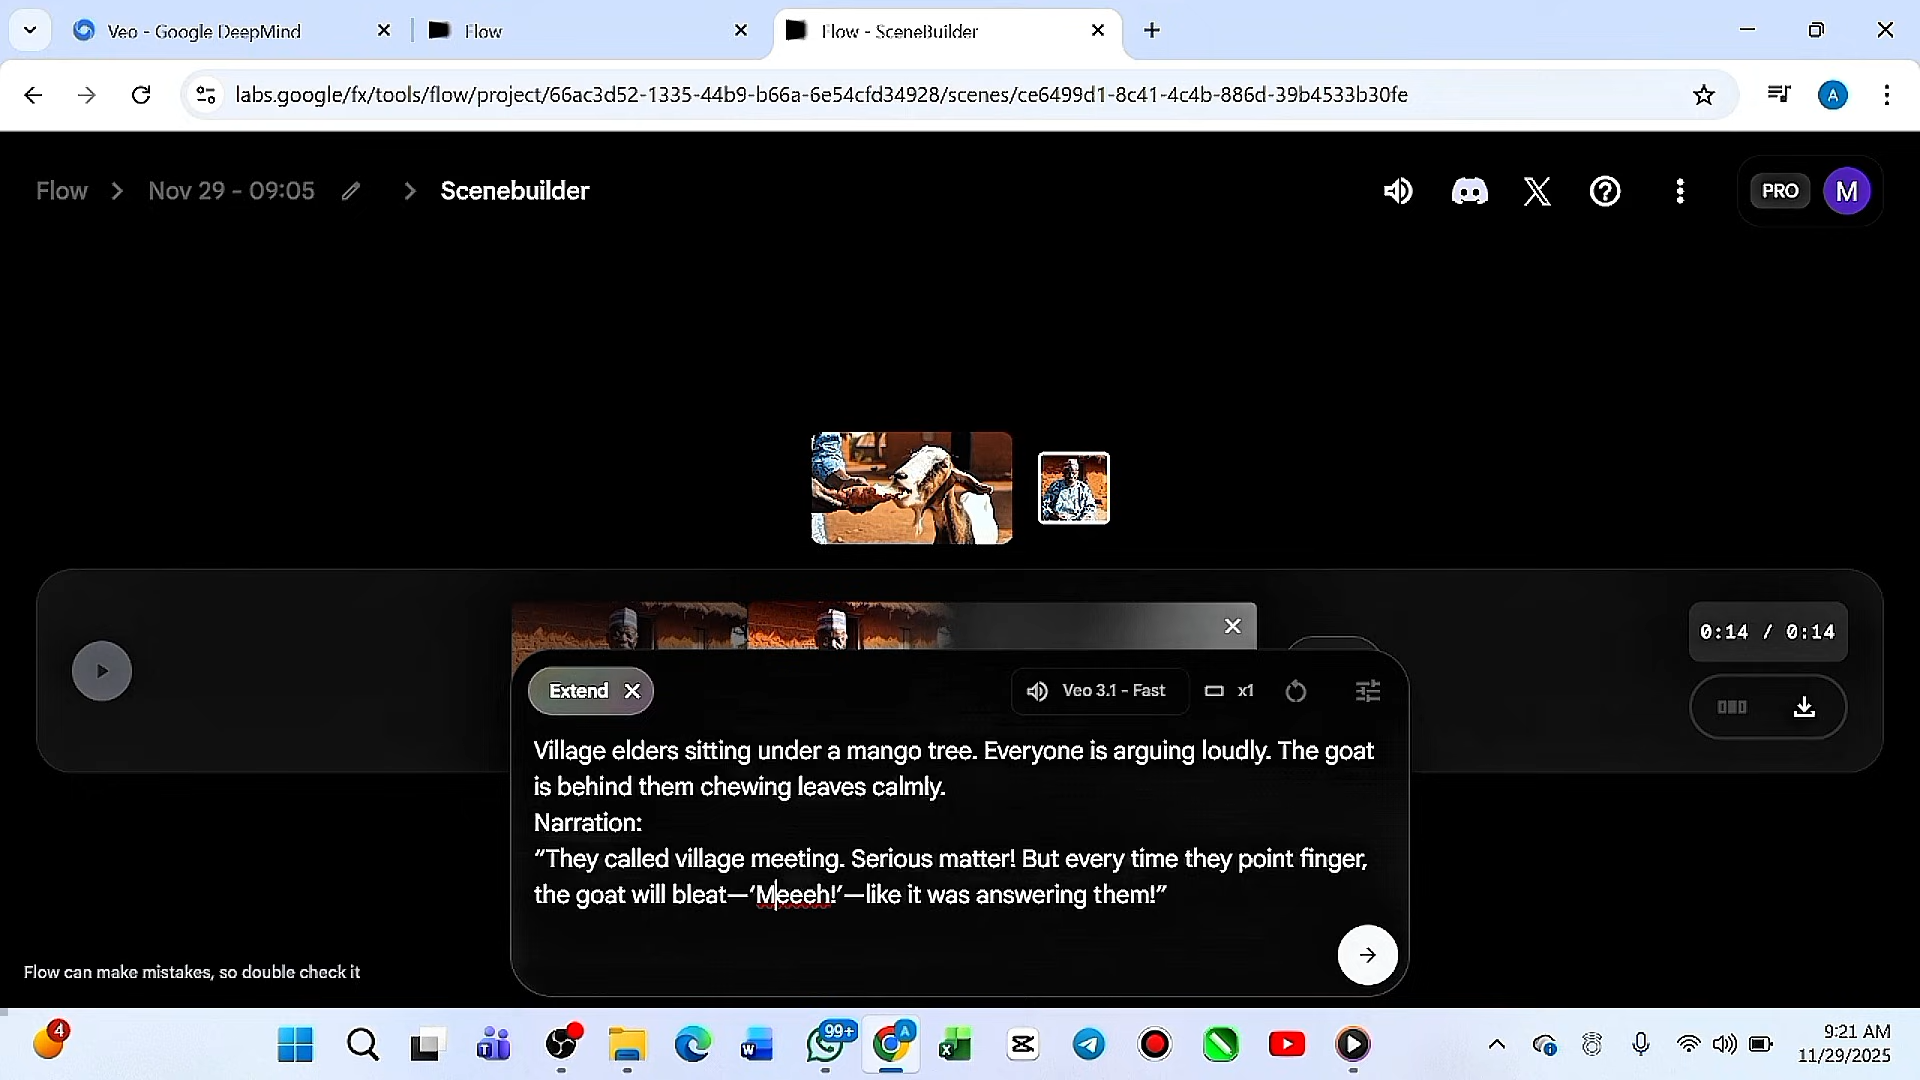 Veo - Google DeepMind
Flow
Flow - SceneBuilder
labs.google/fx/tools/flow/project/66ac3d52-1335-44b9-b66a-6e54cfd34928/scenes/ce6499d1-8c41-4c4b-886d-39b4533b30fe
A
Flow
Nov 29 - 09:05
Scenebuilder
PRO
M
0:14 / 0:14
Extend
Veo 3.1 - Fast
x1
Village elders sitting under a mango tree. Everyone is arguing loudly. The goat
is behind them chewing leaves calmly.
Narration:
“They called village meeting. Serious matter! But every time they point finger,
the goat will bleat—‘Meeeh!’—like it was answering them!”
Flow can make mistakes, so double check it
4
99+
A
9:21 AM
11/29/2025